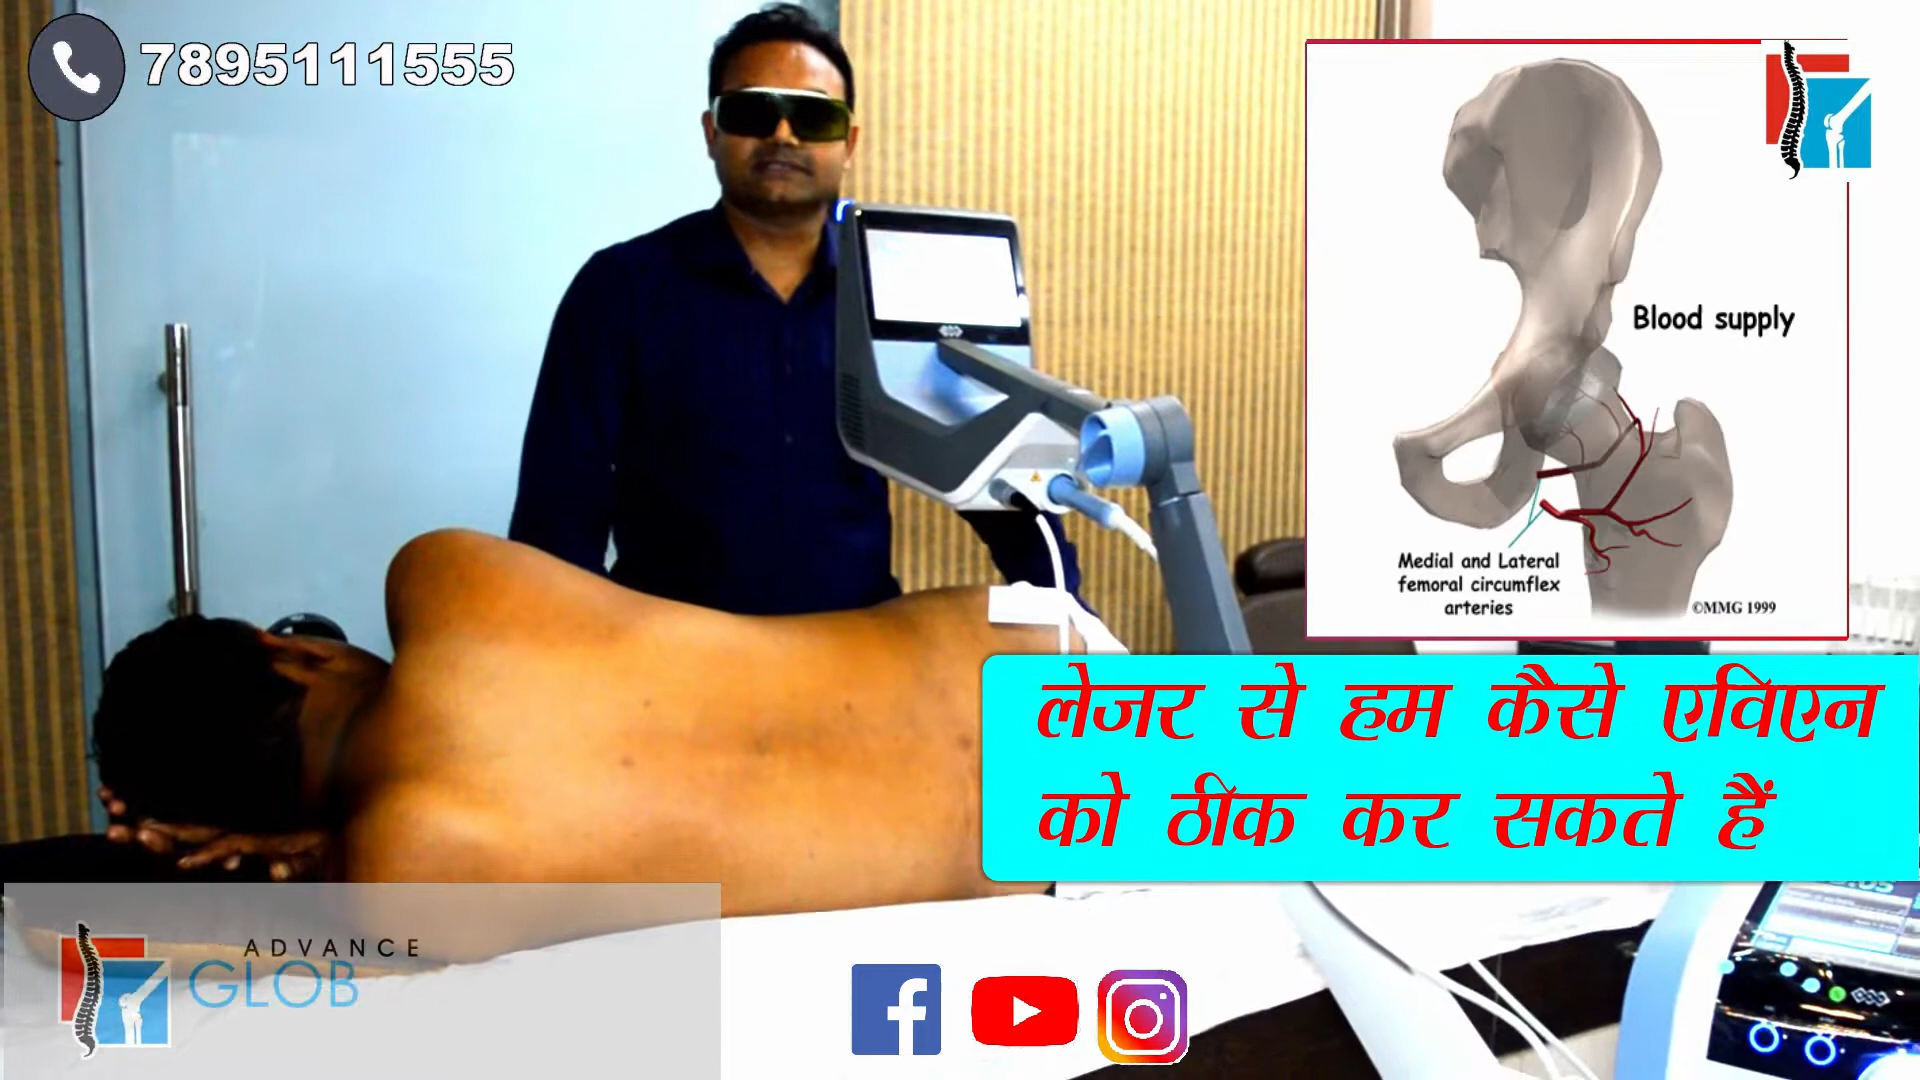 7895111555
Blood supply
Medial and Lateral
femoral circumflex
arteries
©MMG 1999
लेजर से हम कैसे एविएन
को ठीक कर सकते हैं
ADVANCE
GLOB